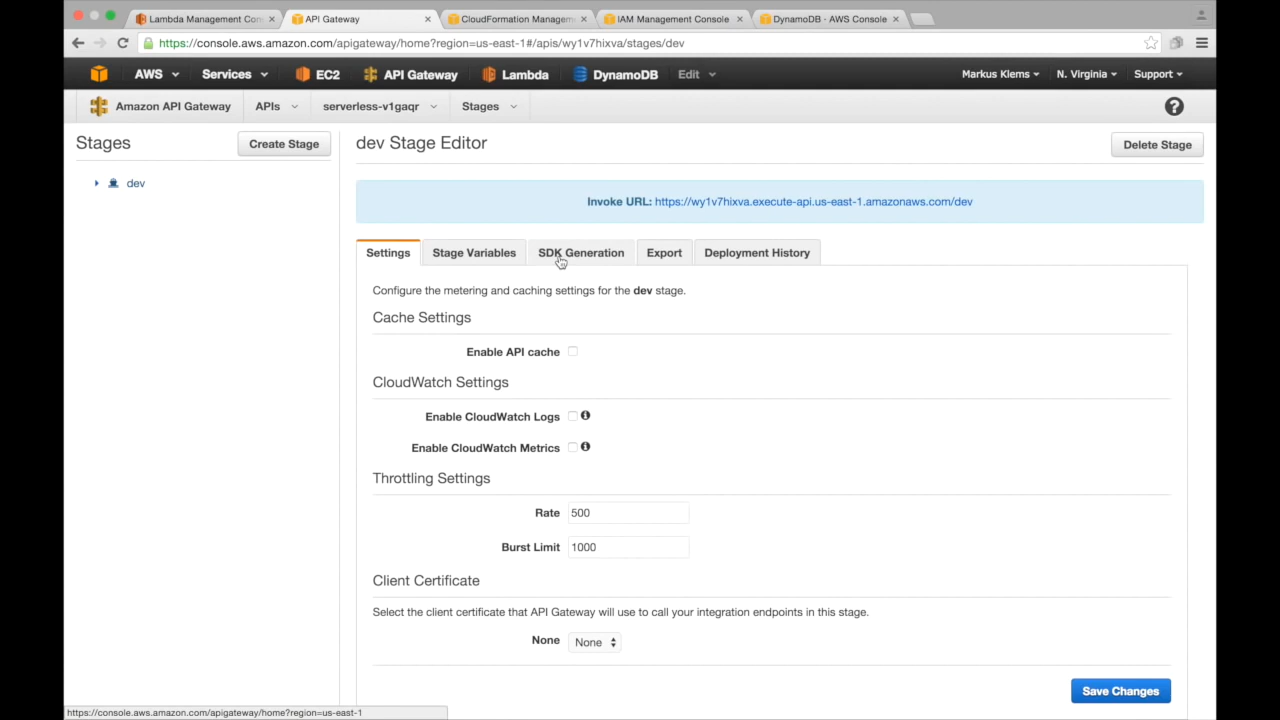 Lambda Management Con
API Gateway
CloudFormation Managem
IAM Management Console
DynamoDB · AWS Console
https://console.aws.amazon.com/apigateway/home?region=us-east-1#/apis/wy1v7hixva/stages/dev
AWS Services EC2 API Gateway Lambda DynamoDB Edit Markus Klems N. Virginia Support
Amazon API Gateway APIs serverless-v1gaqr Stages
Stages
Create Stage
dev
dev Stage Editor
Delete Stage
Invoke URL: https://wy1v7hixva.execute-api.us-east-1.amazonaws.com/dev
Settings Stage Variables SDK Generation Export Deployment History
Configure the metering and caching settings for the dev stage.
Cache Settings
Enable API cache
CloudWatch Settings
Enable CloudWatch Logs
Enable CloudWatch Metrics
Throttling Settings
Rate 500
Burst Limit 1000
Client Certificate
Select the client certificate that API Gateway will use to call your integration endpoints in this stage.
None None
Save Changes
https://console.aws.amazon.com/apigateway/home?region=us-east-1